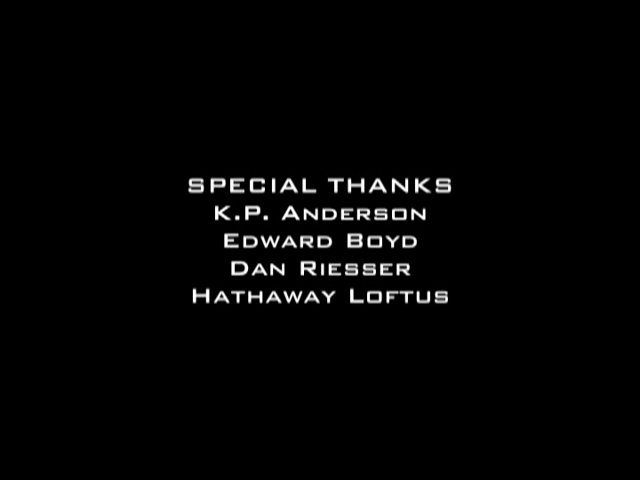 SPECIAL THANKS
K.P. ANDERSON
EDWARD BOYD
DAN RIESSER
HATHAWAY LOFTUS